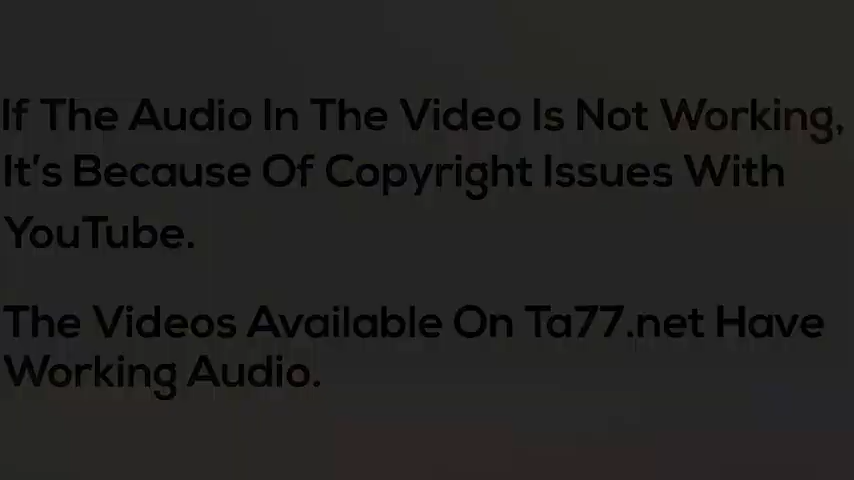 If The Audio In The Video Is Not Working,
It's Because Of Copyright Issues With
YouTube.
The Videos Available On Ta77.net Have
Working Audio.